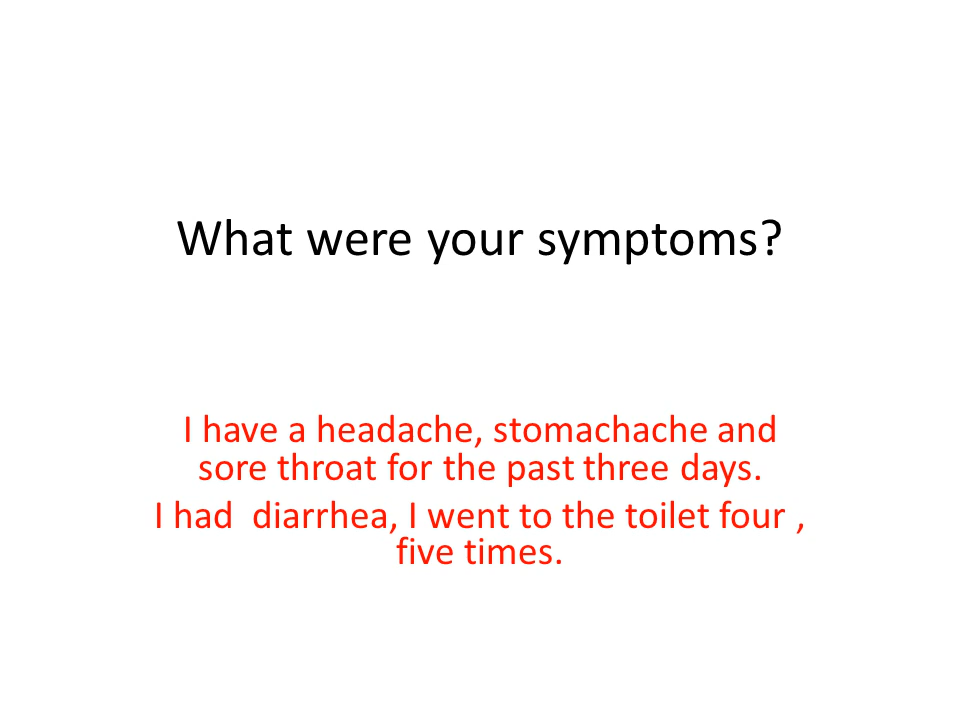 What were your symptoms?
I have a headache, stomachache and
sore throat for the past three days.
I had  diarrhea, I went to the toilet four ,
five times.